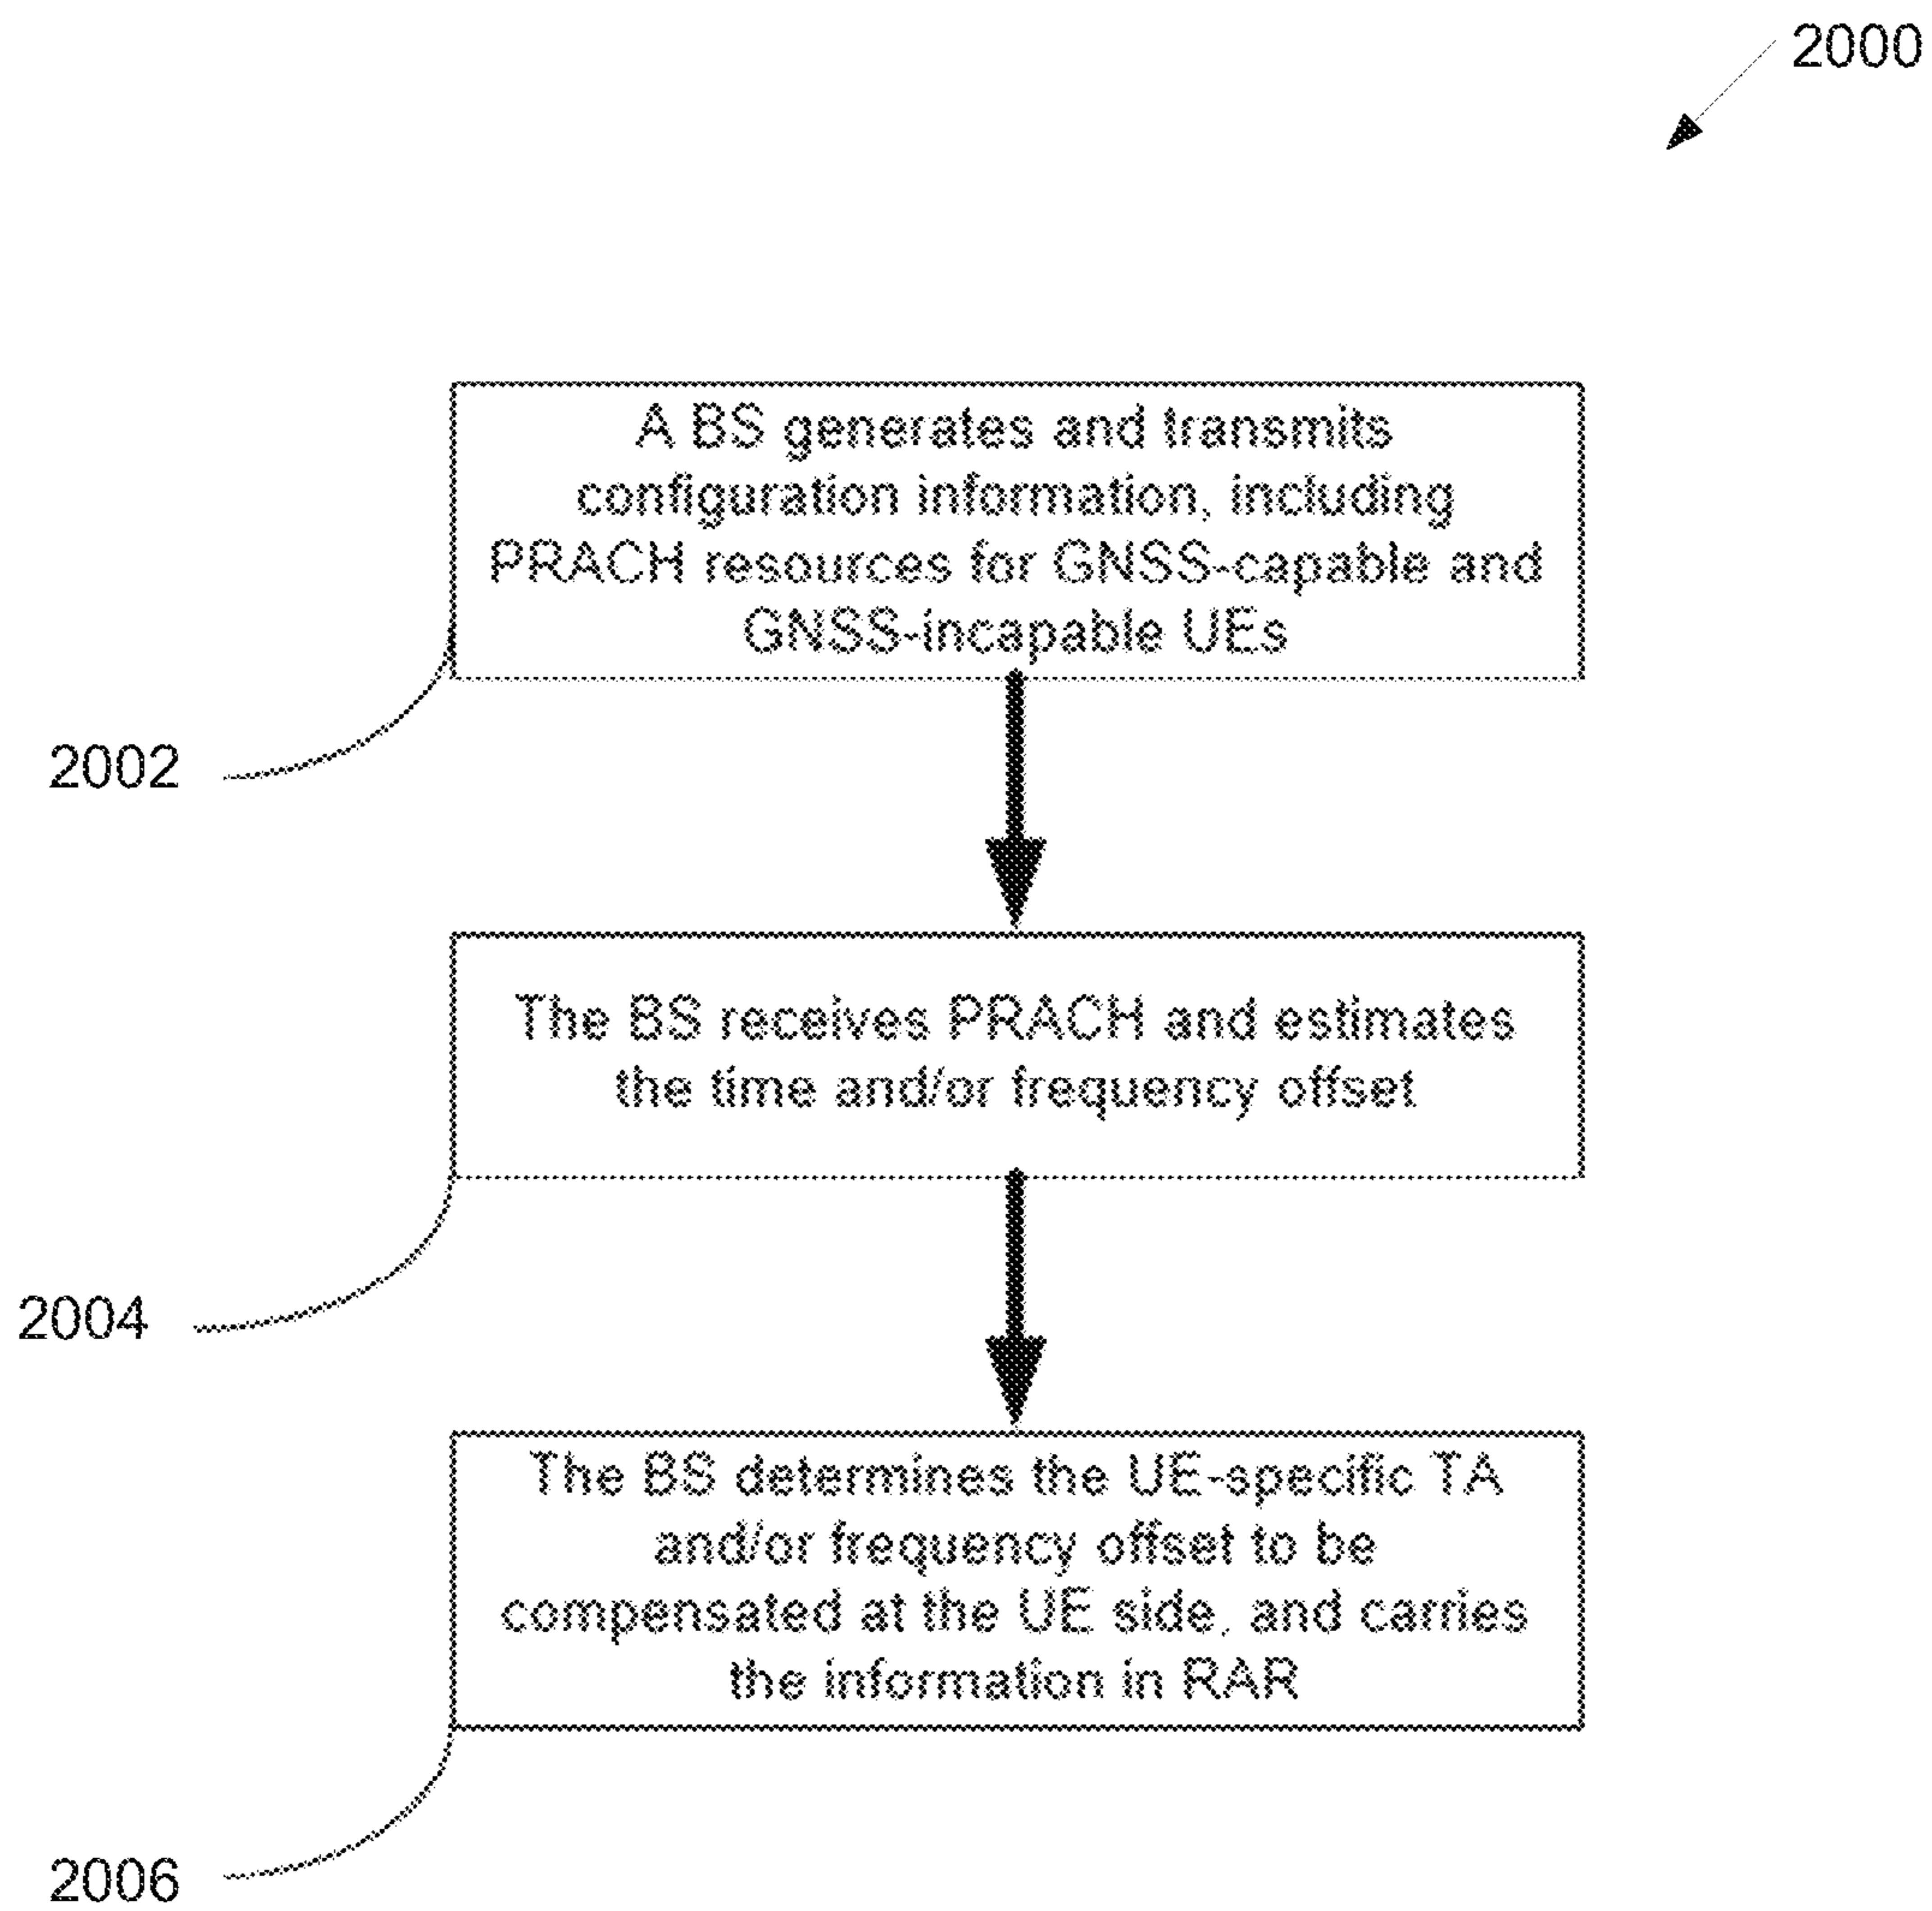 2000
A BS generates and transmits
configuration information, including
PRACH resources for GNSS-capable and
GNSS-incapable UEs
2002
The BS receives PRACH and estimates
the time and/or frequency offset
2004
The BS determines the UE-specific TA
and/or frequency offset to be
compensated at the UE side, and carries
the information in RAR
2006